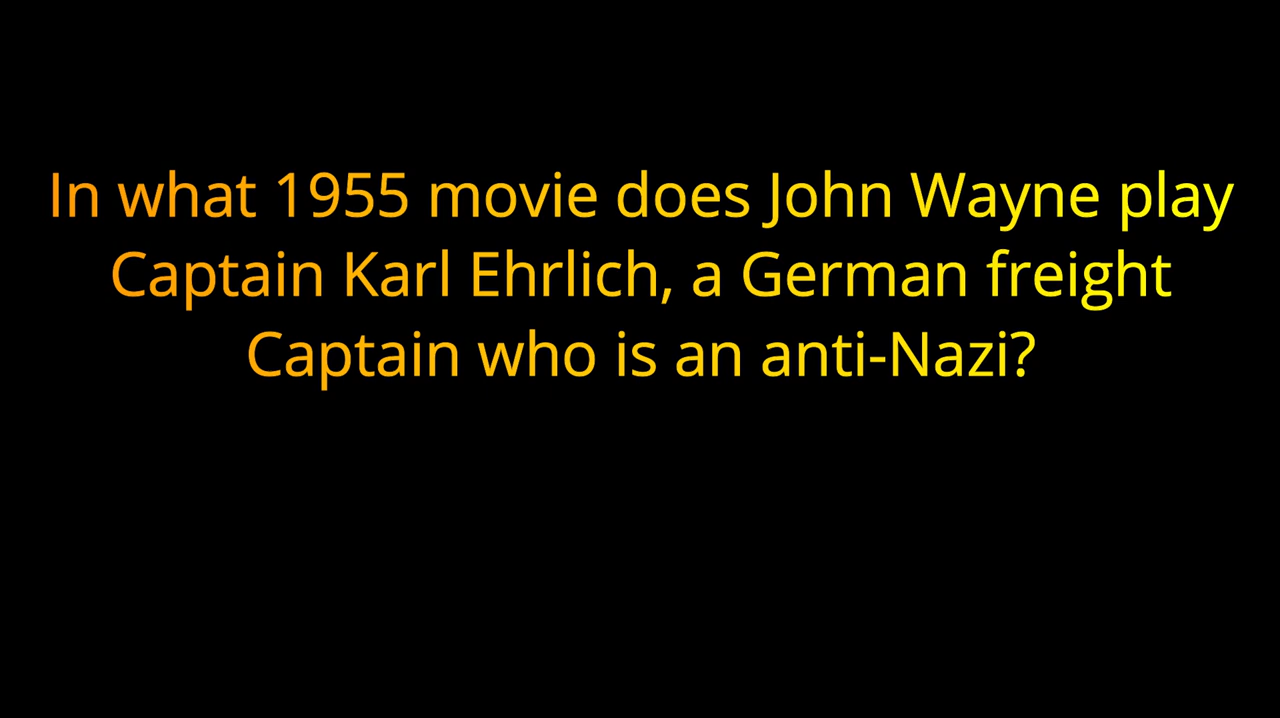 In what 1955 movie does John Wayne play
Captain Karl Ehrlich, a German freight
Captain who is an anti-Nazi?